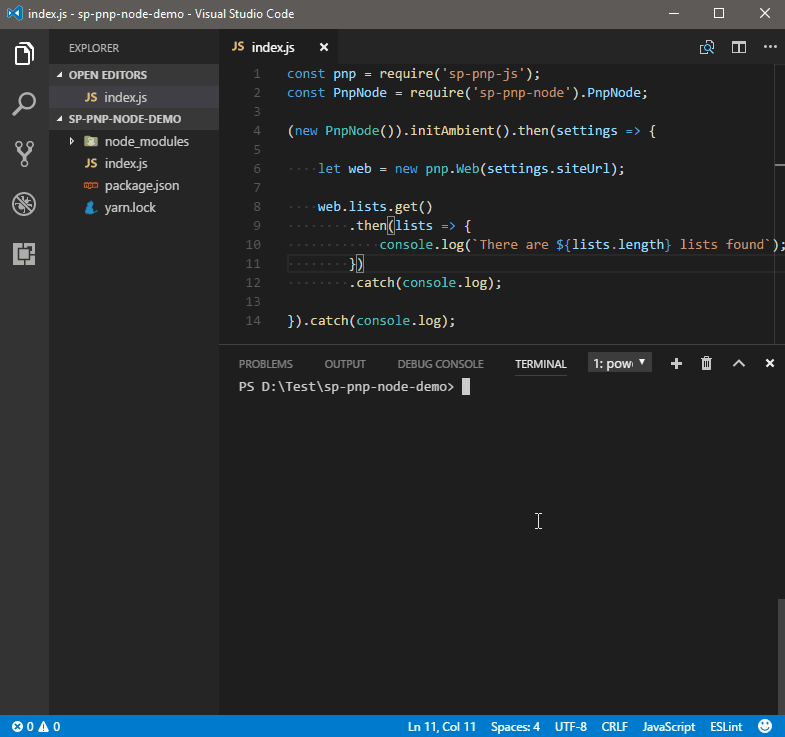 index.js - sp-pnp-node-demo - Visual Studio Code
EXPLORER
OPEN EDITORS
JS index.js
SP-PNP-NODE-DEMO
node_modules
JS index.js
package.json
yarn.lock
JS index.js
1 const pnp = require('sp-pnp-js');
2 const PnpNode = require('sp-pnp-node').PnpNode;
3
4 (new PnpNode()).initAmbient().then(settings => {
5
6 let web = new pnp.Web(settings.siteUrl);
7
8 web.lists.get()
9 .then(lists => {
10 console.log(`There are ${lists.length} lists found`);
11 })
12 .catch(console.log);
13
14 }).catch(console.log);
PROBLEMS OUTPUT DEBUG CONSOLE TERMINAL 1: pow
PS D:\Test\sp-pnp-node-demo>
0 0 Ln 11, Col 11 Spaces: 4 UTF-8 CRLF JavaScript ESLint